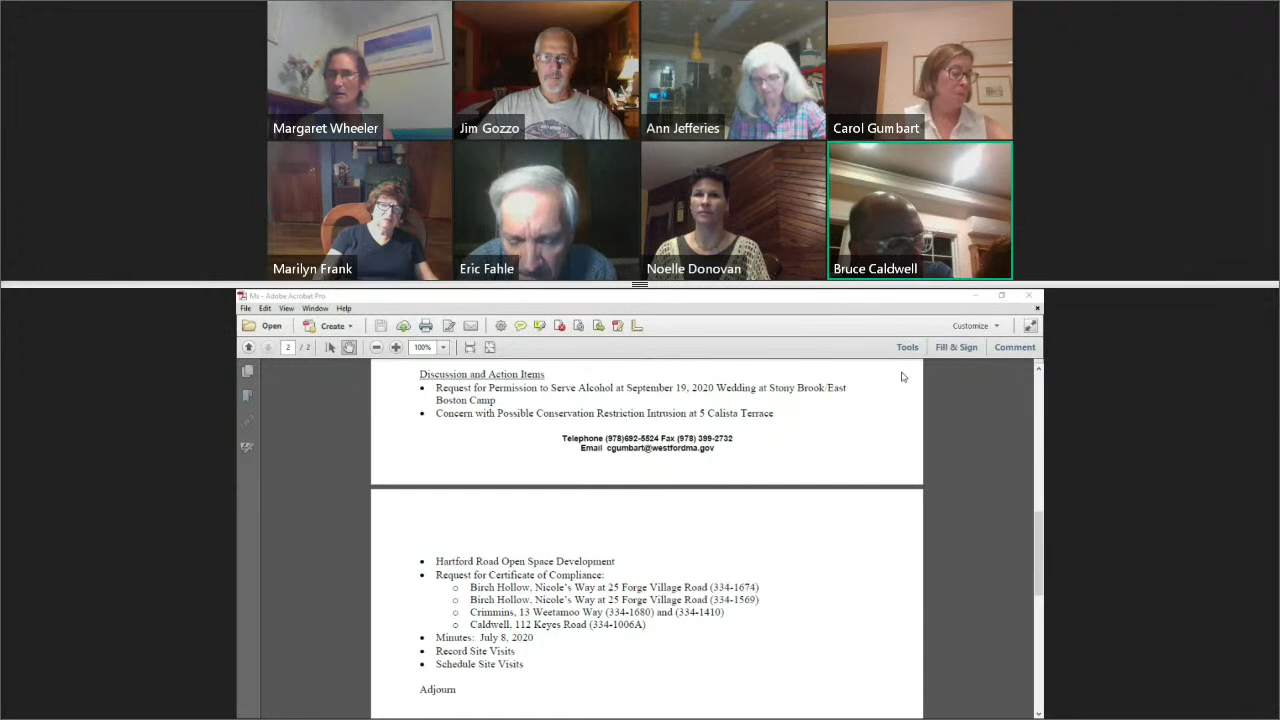 Margaret Wheeler
Jim Gozzo
Ann Jefferies
Carol Gumbart
Marilyn Frank
Eric Fahle
Noelle Donovan
Bruce Caldwell
Ms - Adobe Acrobat Pro
File Edit View Window Help
Open Create Customize
2 / 2 100% Tools Fill & Sign Comment
Discussion and Action Items
• Request for Permission to Serve Alcohol at September 19, 2020 Wedding at Stony Brook/East
Boston Camp
• Concern with Possible Conservation Restriction Intrusion at 5 Calista Terrace
Telephone (978)692-5524 Fax (978) 399-2732
Email cgumbart@westfordma.gov
• Hartford Road Open Space Development
• Request for Certificate of Compliance:
o Birch Hollow, Nicole's Way at 25 Forge Village Road (334-1674)
o Birch Hollow, Nicole's Way at 25 Forge Village Road (334-1569)
o Crimmins, 13 Weetamoo Way (334-1680) and (334-1410)
o Caldwell, 112 Keyes Road (334-1006A)
• Minutes: July 8, 2020
• Record Site Visits
• Schedule Site Visits
Adjourn